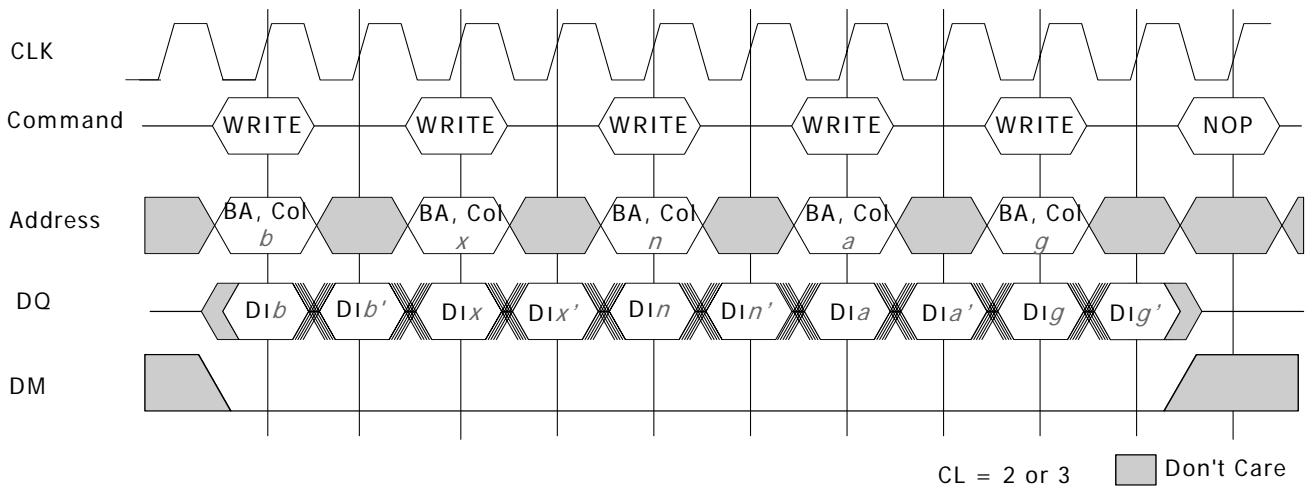 CLK
Command WRITE WRITE WRITE WRITE WRITE NOP
Address BA, Col BA, Col BA, Col BA, Col BA, Col
b x n a g
DQ DIb DIb' DIx DIx’ DIn DIn’ DIa DIa’ DIg DIg’
DM
CL = 2 or 3 Don't Care